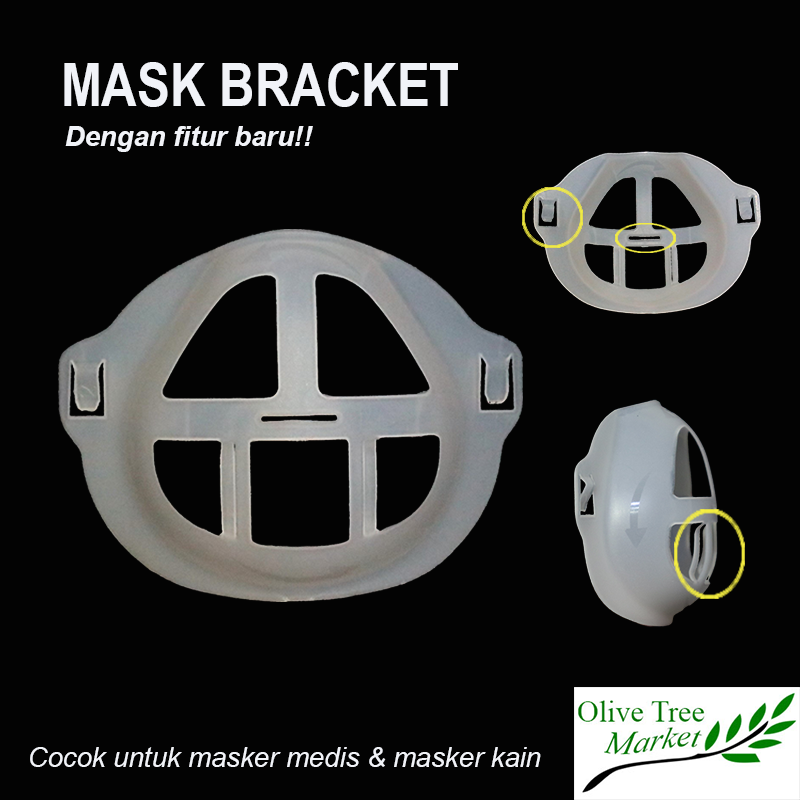 MASK BRACKET
Dengan fitur baru!!
Cocok untuk masker medis & masker kain
Olive Tree
Market